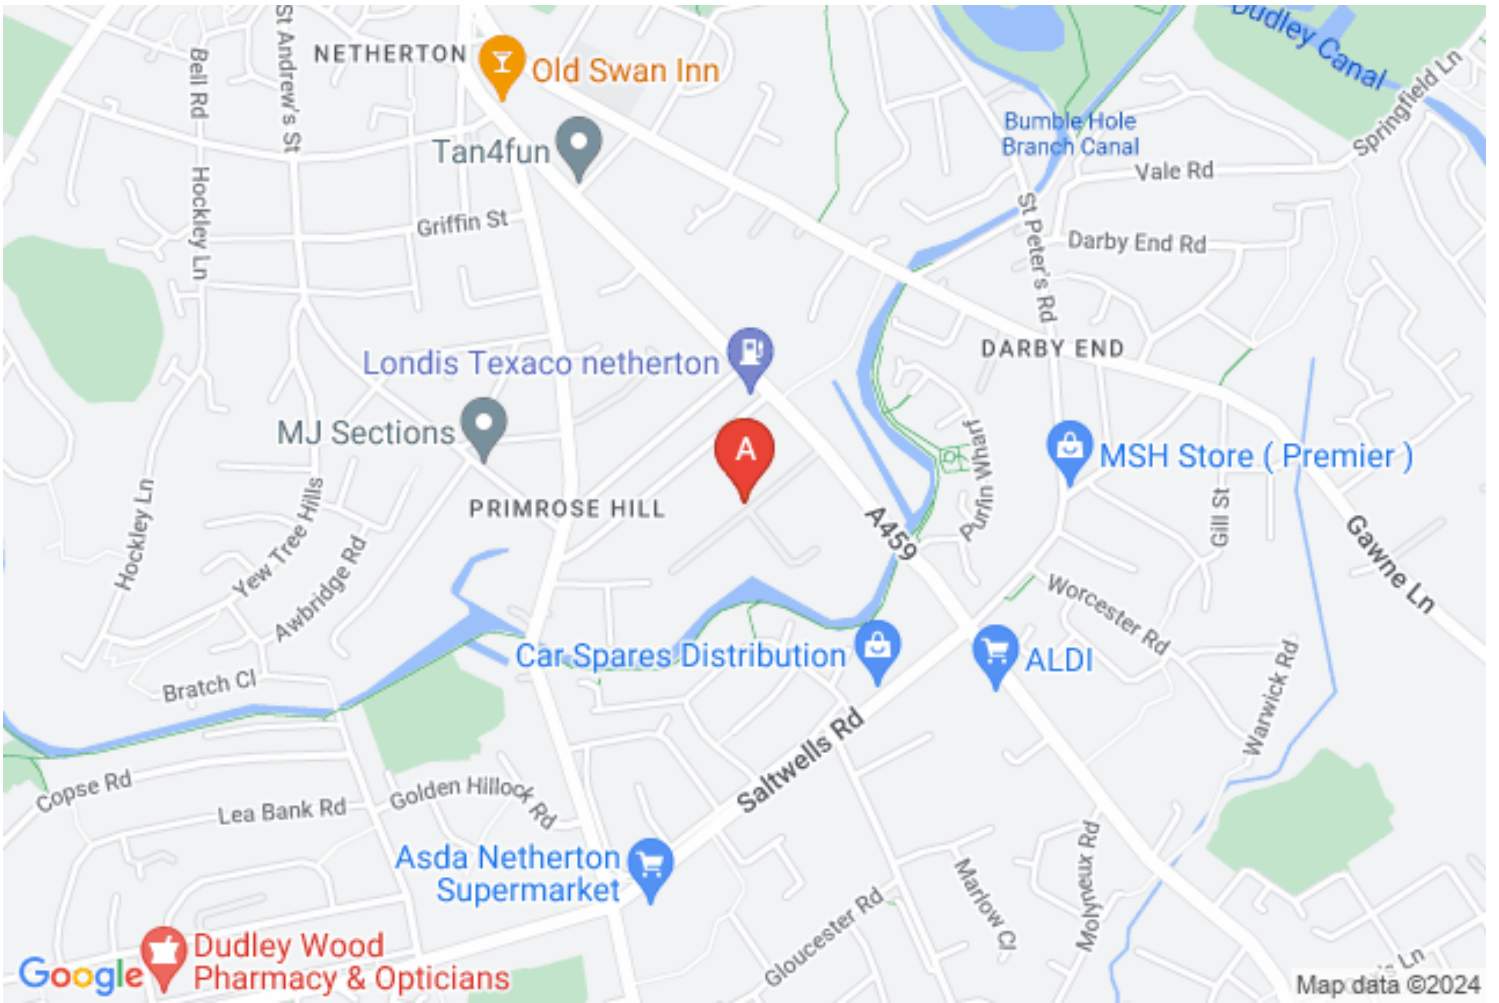 NETHERTON
Old Swan Inn
Tan4fun
St Andrew's St
Bell Rd
Hockley Ln
Griffin St
Dudley Canal
Springfield Ln
Bumble Hole
Branch Canal
Vale Rd
St Peter's Rd
Darby End Rd
DARBY END
Londis Texaco netherton
MJ Sections
A
PRIMROSE HILL
A459
Purlin Wharf
MSH Store ( Premier )
Gill St
Gawne Ln
Hockley Ln
Yew Tree Hills
Awbridge Rd
Bratch Cl
Worcester Rd
Car Spares Distribution
ALDI
Warwick Rd
Saltwells Rd
Copse Rd
Lea Bank Rd
Golden Hillock Rd
Asda Netherton
Supermarket
Molyneux Rd
Marlow Cl
Gloucester Rd
Dudley Wood
Pharmacy & Opticians
Google
Map data ©2024